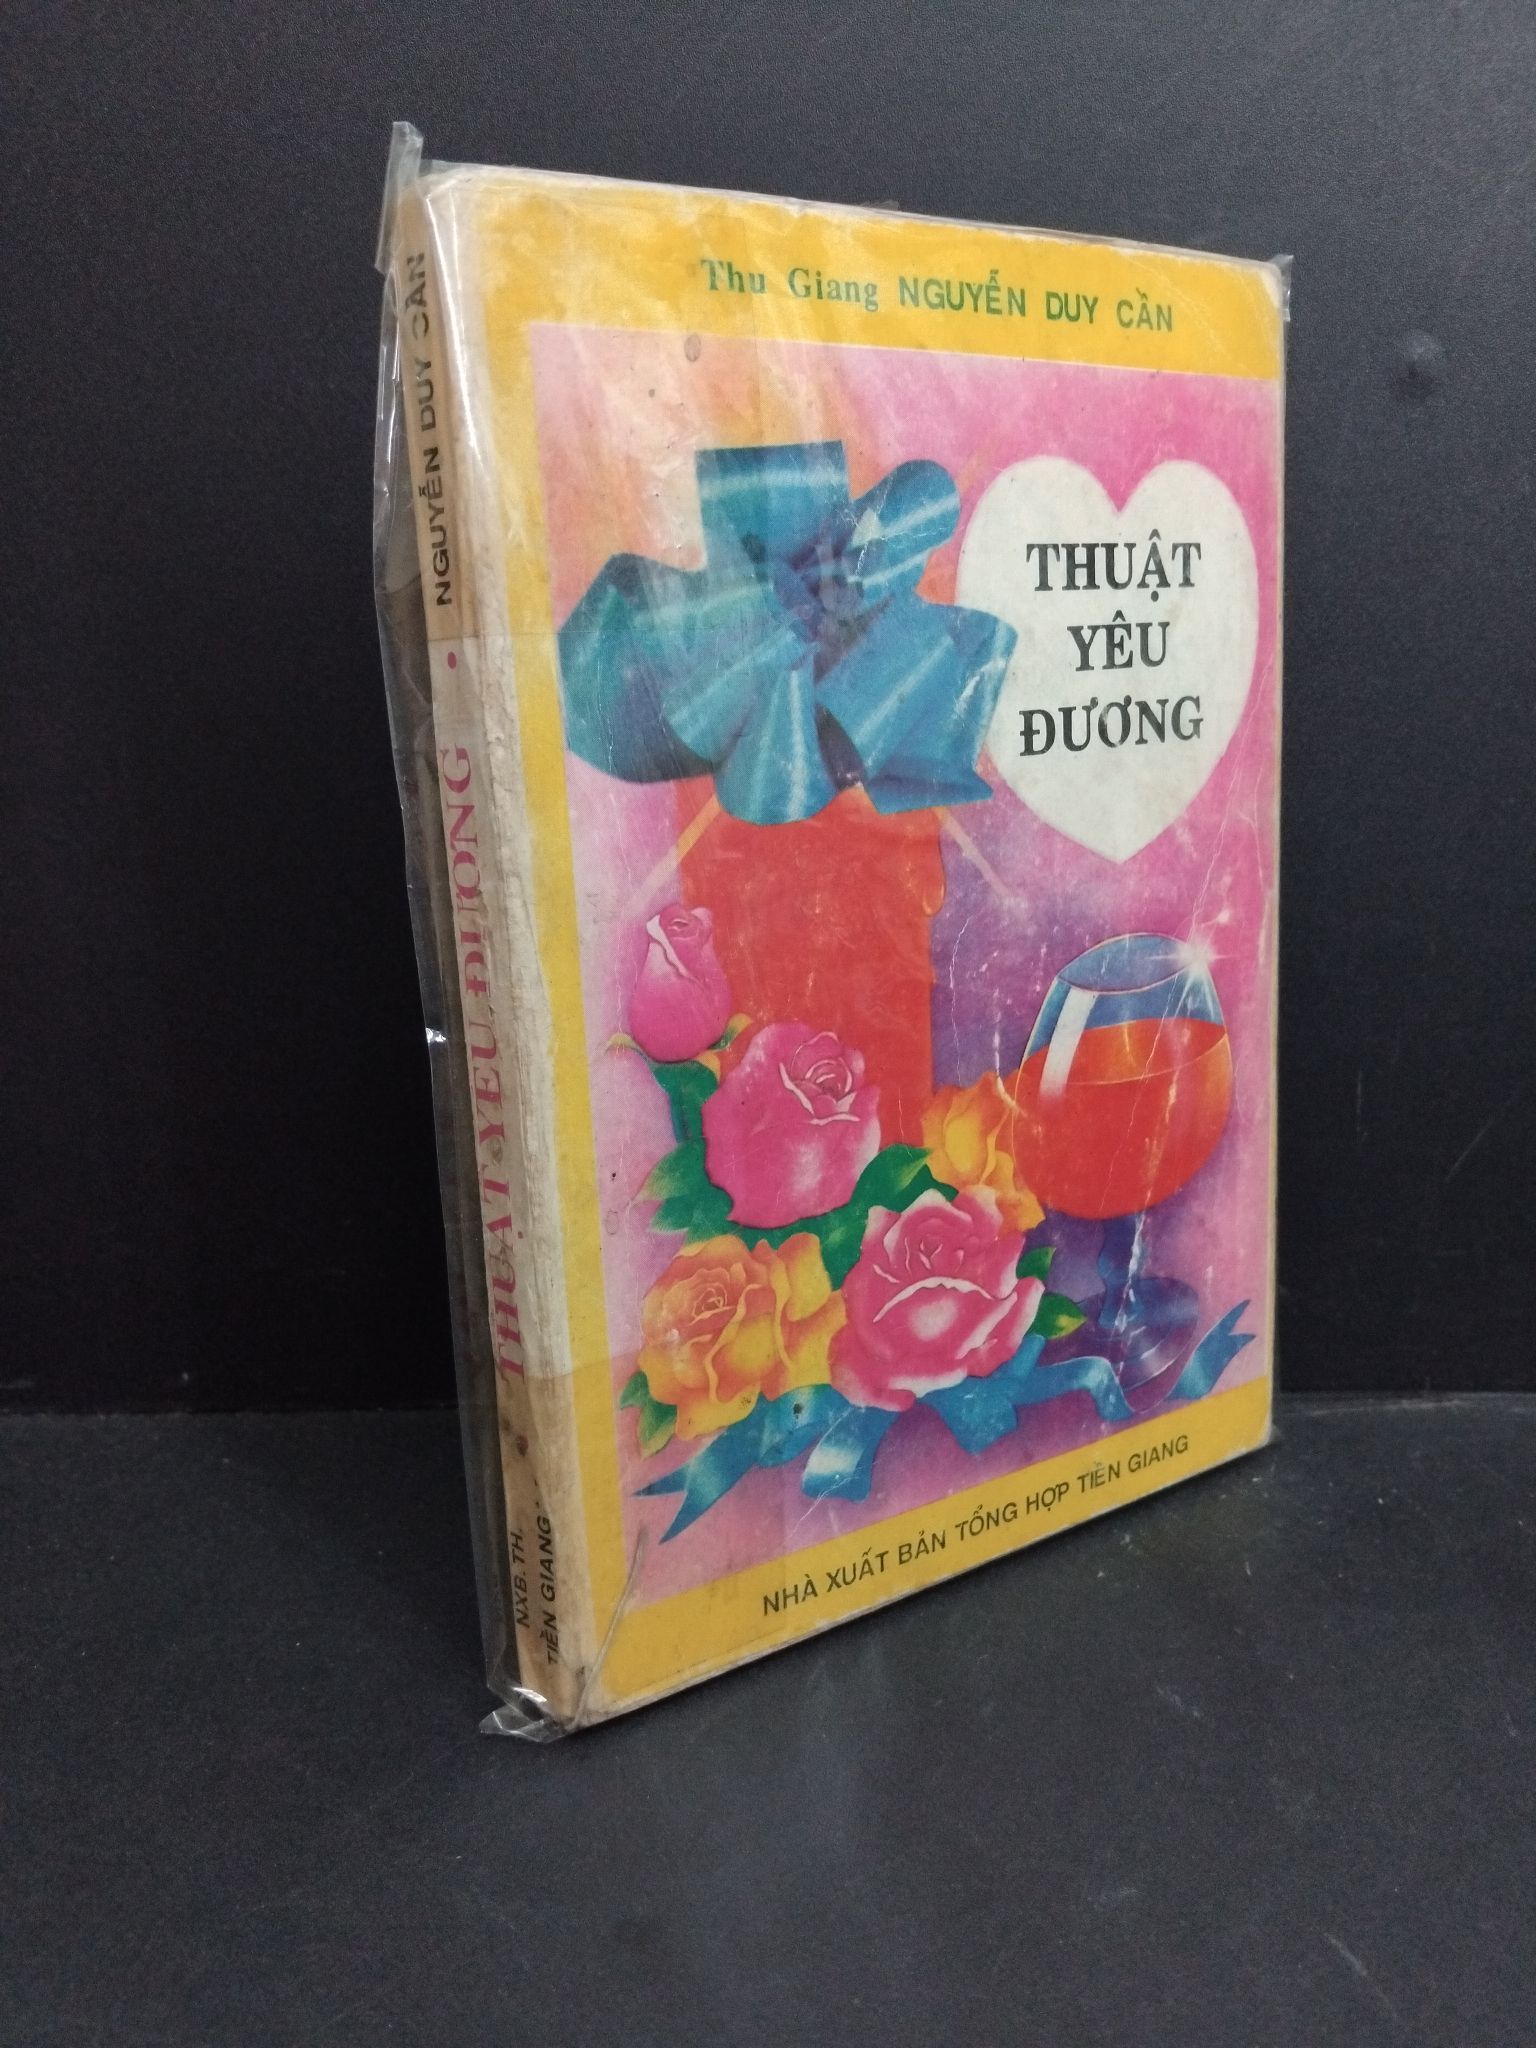 Thu Giang NGUYỄN DUY CẦN
THUẬT
YÊU
ĐƯƠNG
NHÀ XUẤT BẢN TỔNG HỢP TIỀN GIANG
NGUYỄN DUY CẦN • THUẬT YÊU ĐƯƠNG •
NXB.TH.
TIỀN GIANG